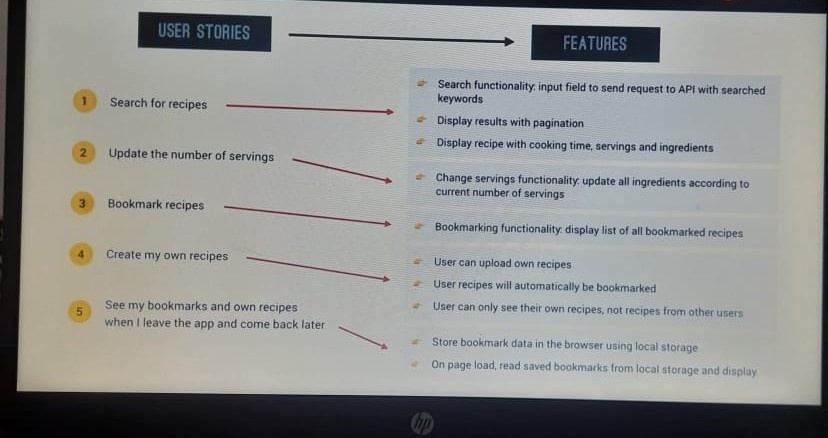 USER STORIES
FEATURES
1 Search for recipes
Search functionality: input field to send request to API with searched
keywords
Display results with pagination
Display recipe with cooking time, servings and ingredients
2 Update the number of servings
Change servings functionality: update all ingredients according to
current number of servings
3 Bookmark recipes
Bookmarking functionality: display list of all bookmarked recipes
4 Create my own recipes
User can upload own recipes
User recipes will automatically be bookmarked
User can only see their own recipes, not recipes from other users
5 See my bookmarks and own recipes
when I leave the app and come back later
Store bookmark data in the browser using local storage
On page load, read saved bookmarks from local storage and display
hp